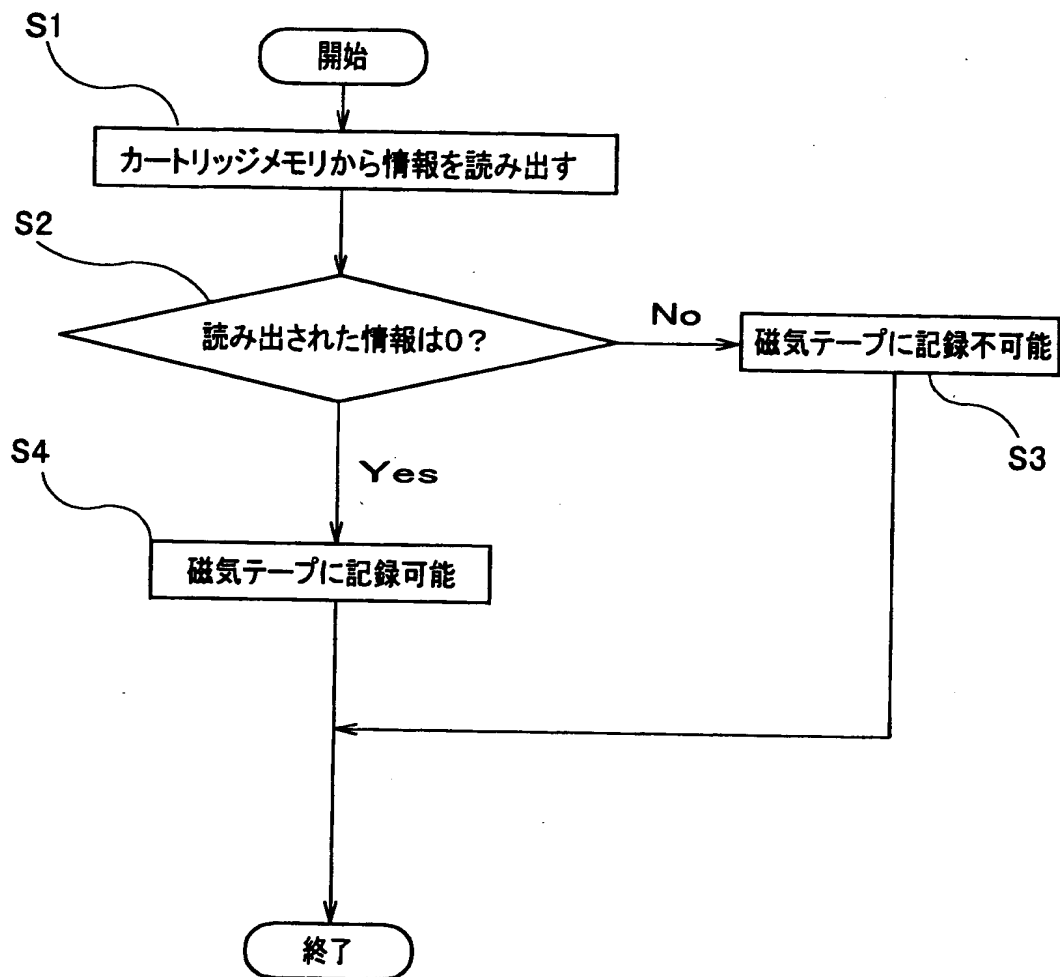 S1
開始
カートリッジメモリから情報を読み出す
S2
読み出された情報は0?
No
磁気テープに記録不可能
S3
Yes
S4
磁気テープに記録可能
終了